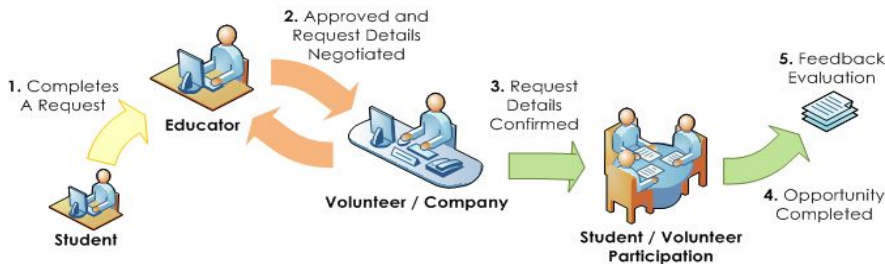 1. Completes
A Request
Student
Educator
2. Approved and
Request Details
Negotiated
Volunteer / Company
3. Request
Details
Confirmed
Student / Volunteer
Participation
4. Opportunity
Completed
5. Feedback
Evaluation